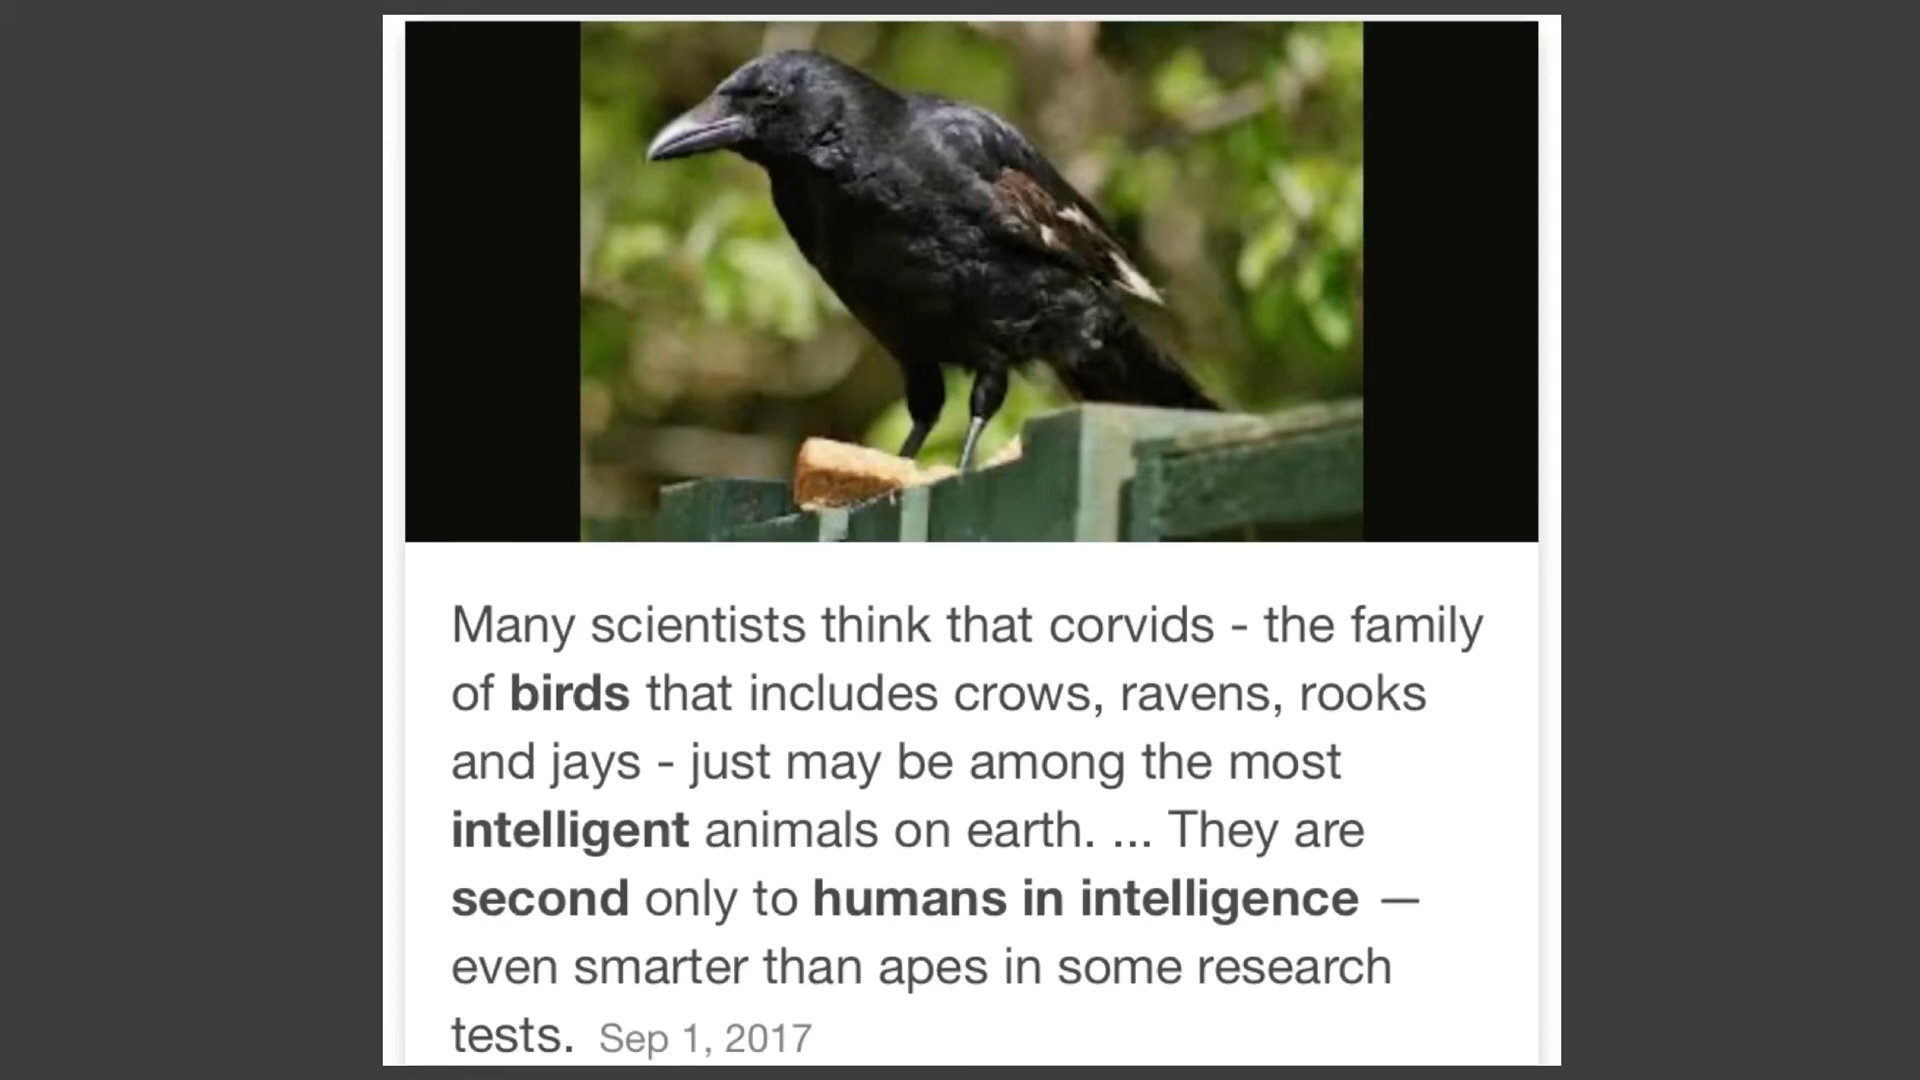 Many scientists think that corvids - the family
of birds that includes crows, ravens, rooks
and jays - just may be among the most
intelligent animals on earth. ... They are
second only to humans in intelligence —
even smarter than apes in some research
tests. Sep 1, 2017